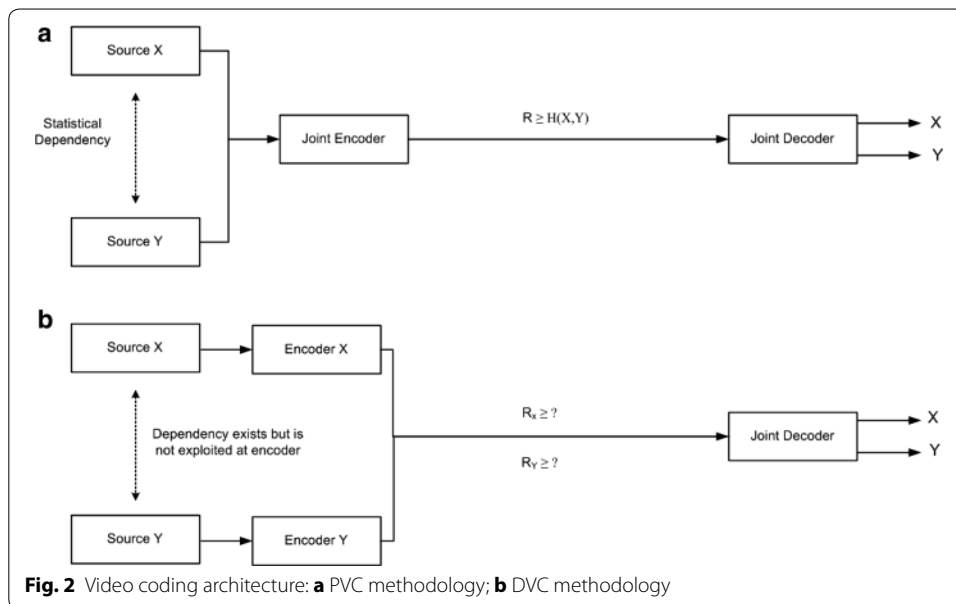 a
Source X
Statistical
Dependency
Source Y
Joint Encoder
R ≥ H(X,Y)
Joint Decoder
X
Y
b
Source X
Encoder X
Dependency exists but is
not exploited at encoder
Source Y
Encoder Y
Rx ≥ ?
RY ≥ ?
Joint Decoder
X
Y
Fig. 2 Video coding architecture: a PVC methodology; b DVC methodology